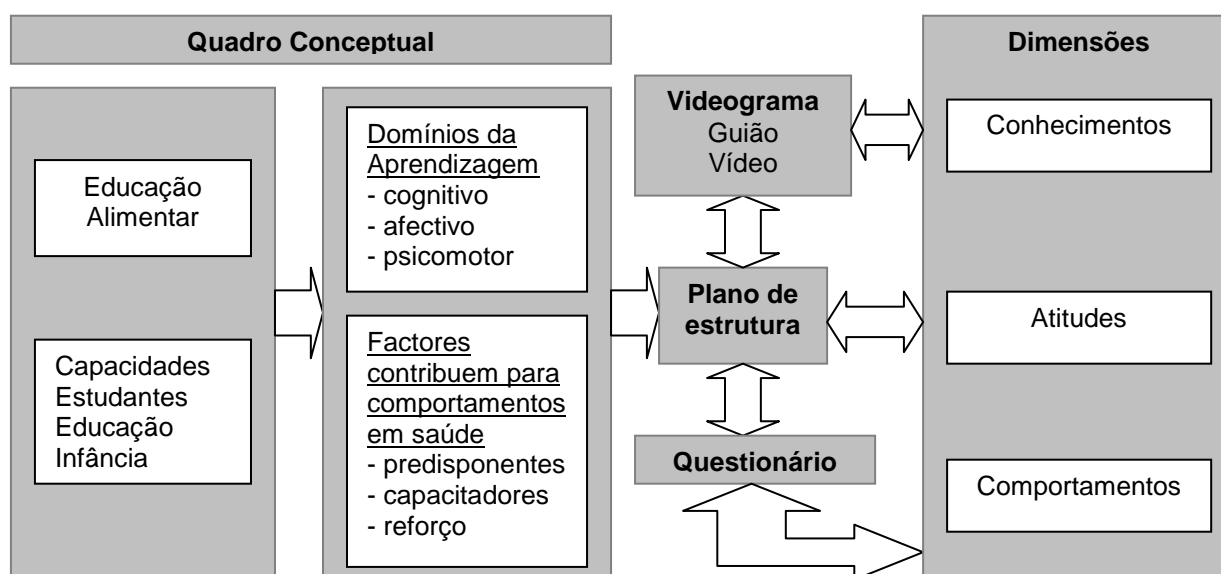 Quadro Conceptual
Educação
Alimentar
Capacidades
Estudantes
Educação
Infância
Domínios da
Aprendizagem
- cognitivo
- afectivo
- psicomotor
Factores
contribuem para
comportamentos
em saúde
- predisponentes
- capacitadores
- reforço
Videograma
Guião
Vídeo
Plano de
estrutura
Questionário
Dimensões
Conhecimentos
Atitudes
Comportamentos